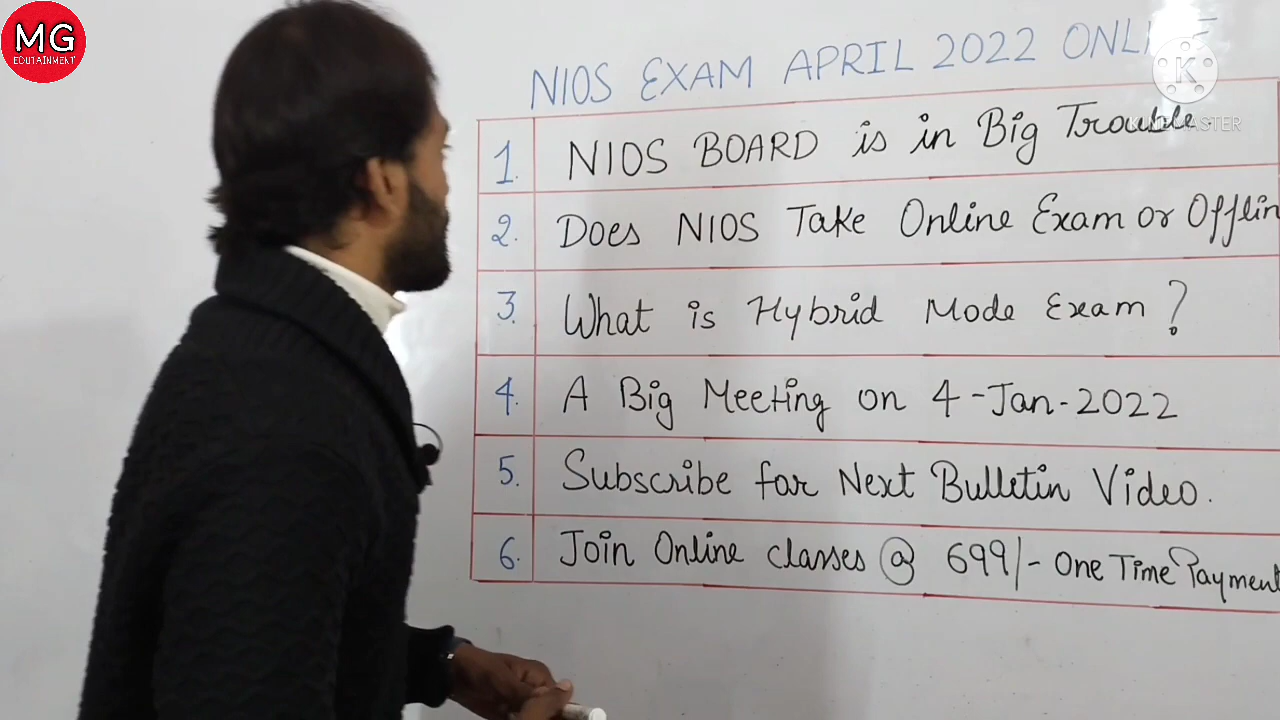 MG
EDUTAINMENT
NIOS EXAM APRIL 2022 ONLINE
K
1. NIOS BOARD is in Big Trouble.
2. Does NIOS Take Online Exam or Offlin
3. What is Hybrid Mode Exam ?
4. A Big Meeting on 4-Jan-2022
5. Subscribe for Next Bulletin Video.
6. Join Online classes @ 699/- One Time Payment